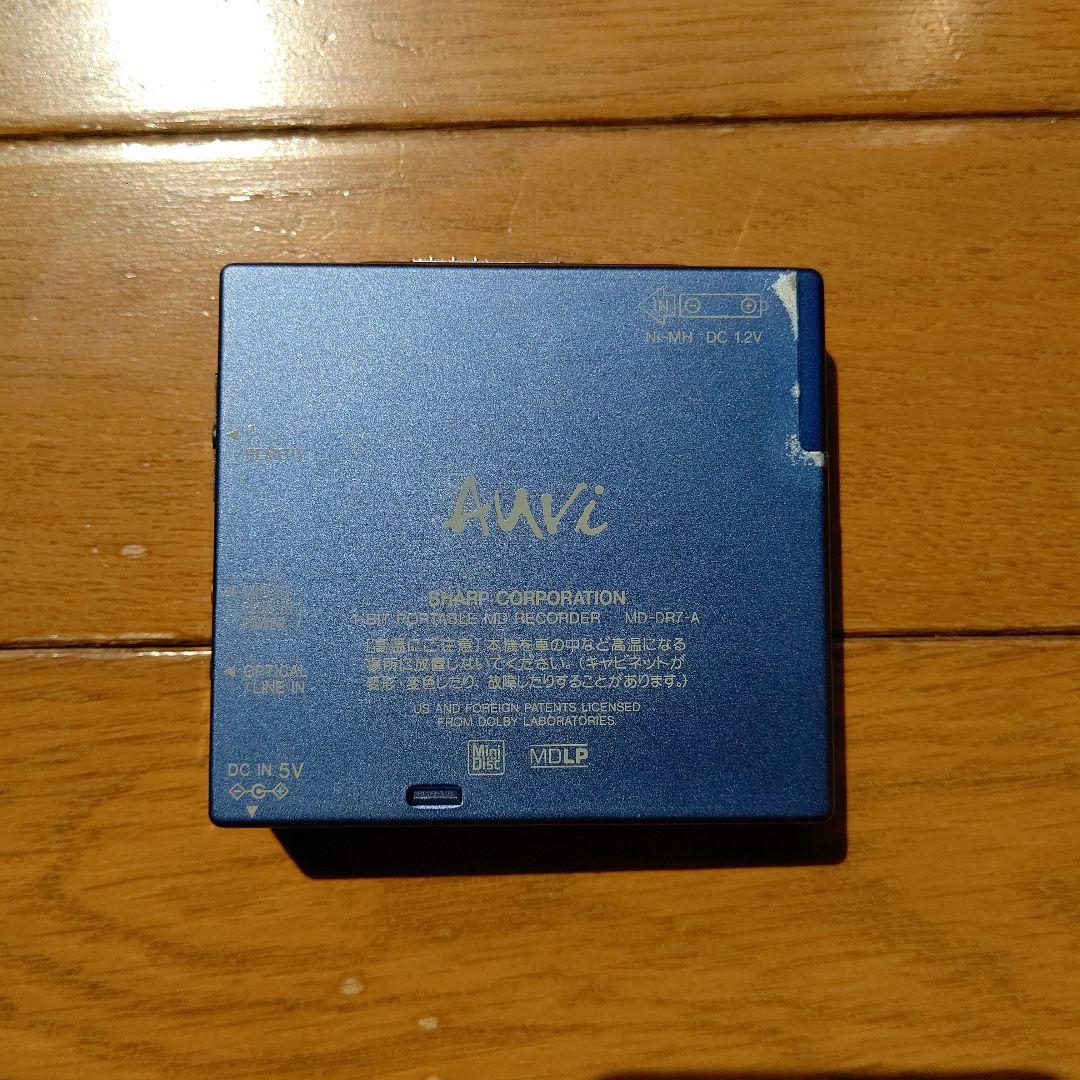 Ni-MH DC 1.2V
Auvi
SHARP CORPORATION
1-BIT PORTABLE MD RECORDER MD-DR7-A
「高温にご注意」本機を車の中など高温になる
場所に放置しないでください。(キャビネットが
変形・変色したり、故障したりすることがあります。)
US AND FOREIGN PATENTS LICENSED
FROM DOLBY LABORATORIES.
Mini Disc MDLP
OPTICAL
/LINE IN
DC IN 5V